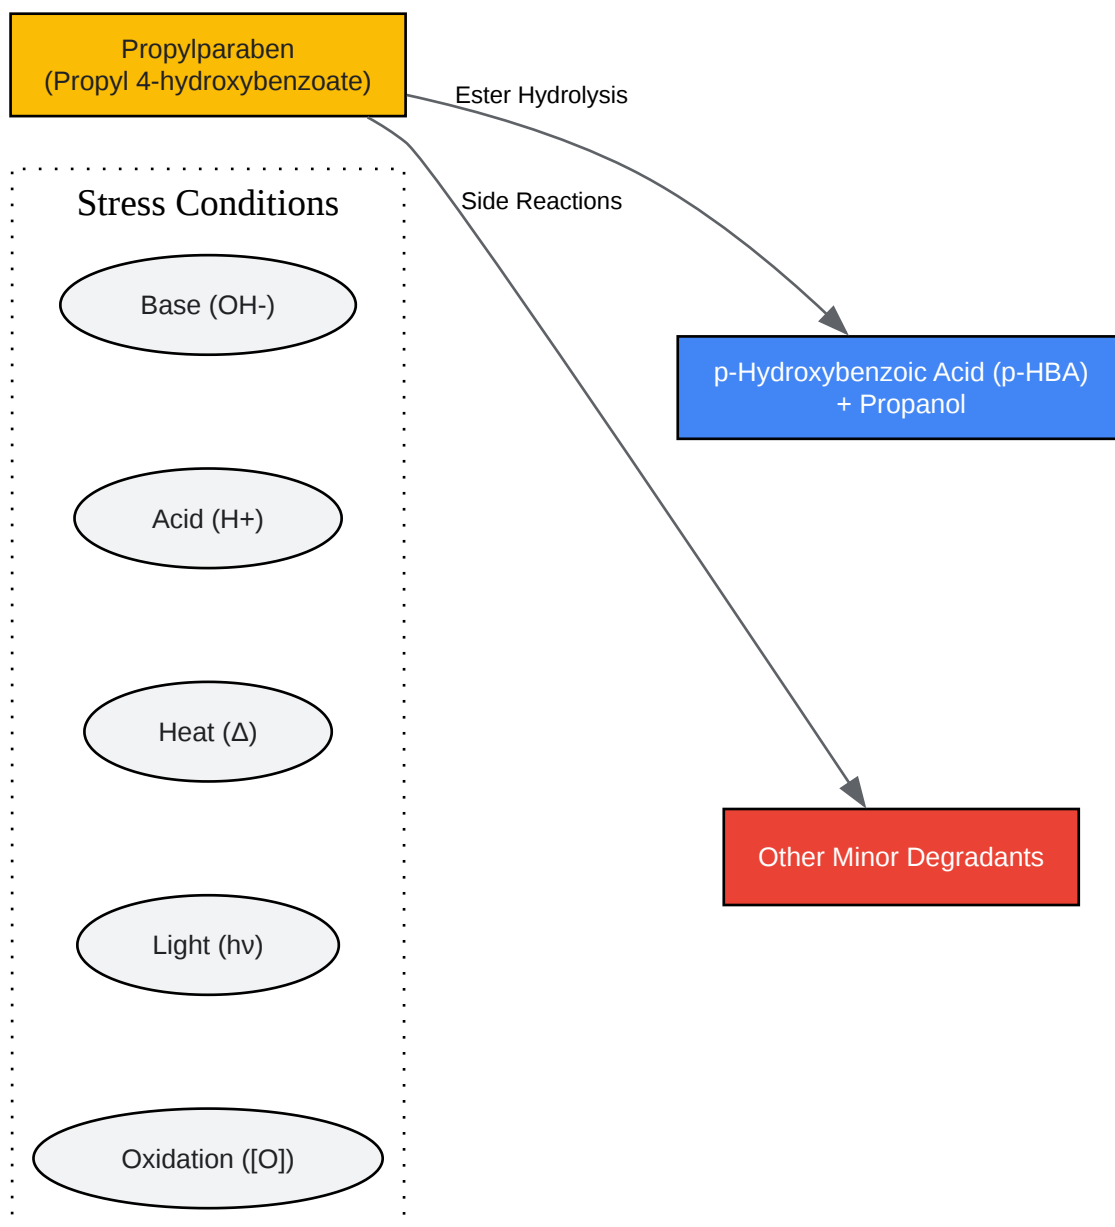 Propylparaben
(Propyl 4-hydroxybenzoate)
Ester Hydrolysis
Side Reactions
Stress Conditions
Base (OH-)
p-Hydroxybenzoic Acid (p-HBA)
+ Propanol
Acid (H+)
Heat (Δ)
Other Minor Degradants
Light (hν)
Oxidation ([O])